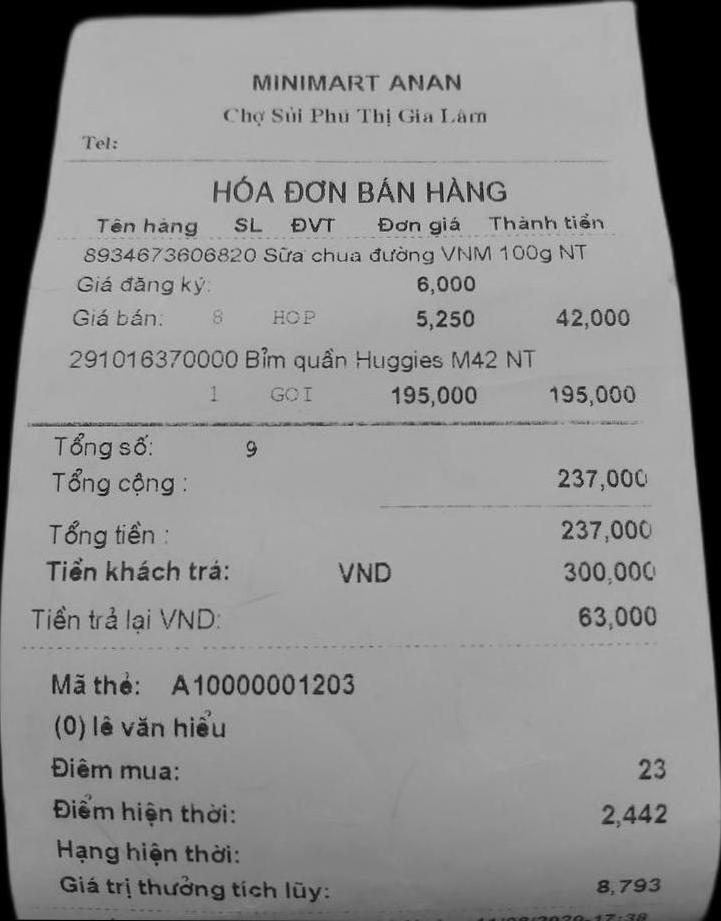 MINIMART ANAN
Chợ Sủi Phú Thị Gia Lâm
Tel:
HÓA ĐƠN BÁN HÀNG
Tên hàng SL ĐVT Đơn giá Thành tiền
8934673606820 Sữa chua đường VNM 100g NT
Giá đăng ký: 6,000
Giá bán: 8 HOP 5,250 42,000
291016370000 Bỉm quần Huggies M42 NT
1 GOI 195,000 195,000
Tổng số: 9
Tổng cộng : 237,000
Tổng tiền : 237,000
Tiền khách trả: VND 300,000
Tiền trả lại VND: 63,000
Mã thẻ: A10000001203
(0) lê văn hiểu
Điểm mua: 23
Điểm hiện thời: 2,442
Hạng hiện thời:
Giá trị thưởng tích lũy: 8,793